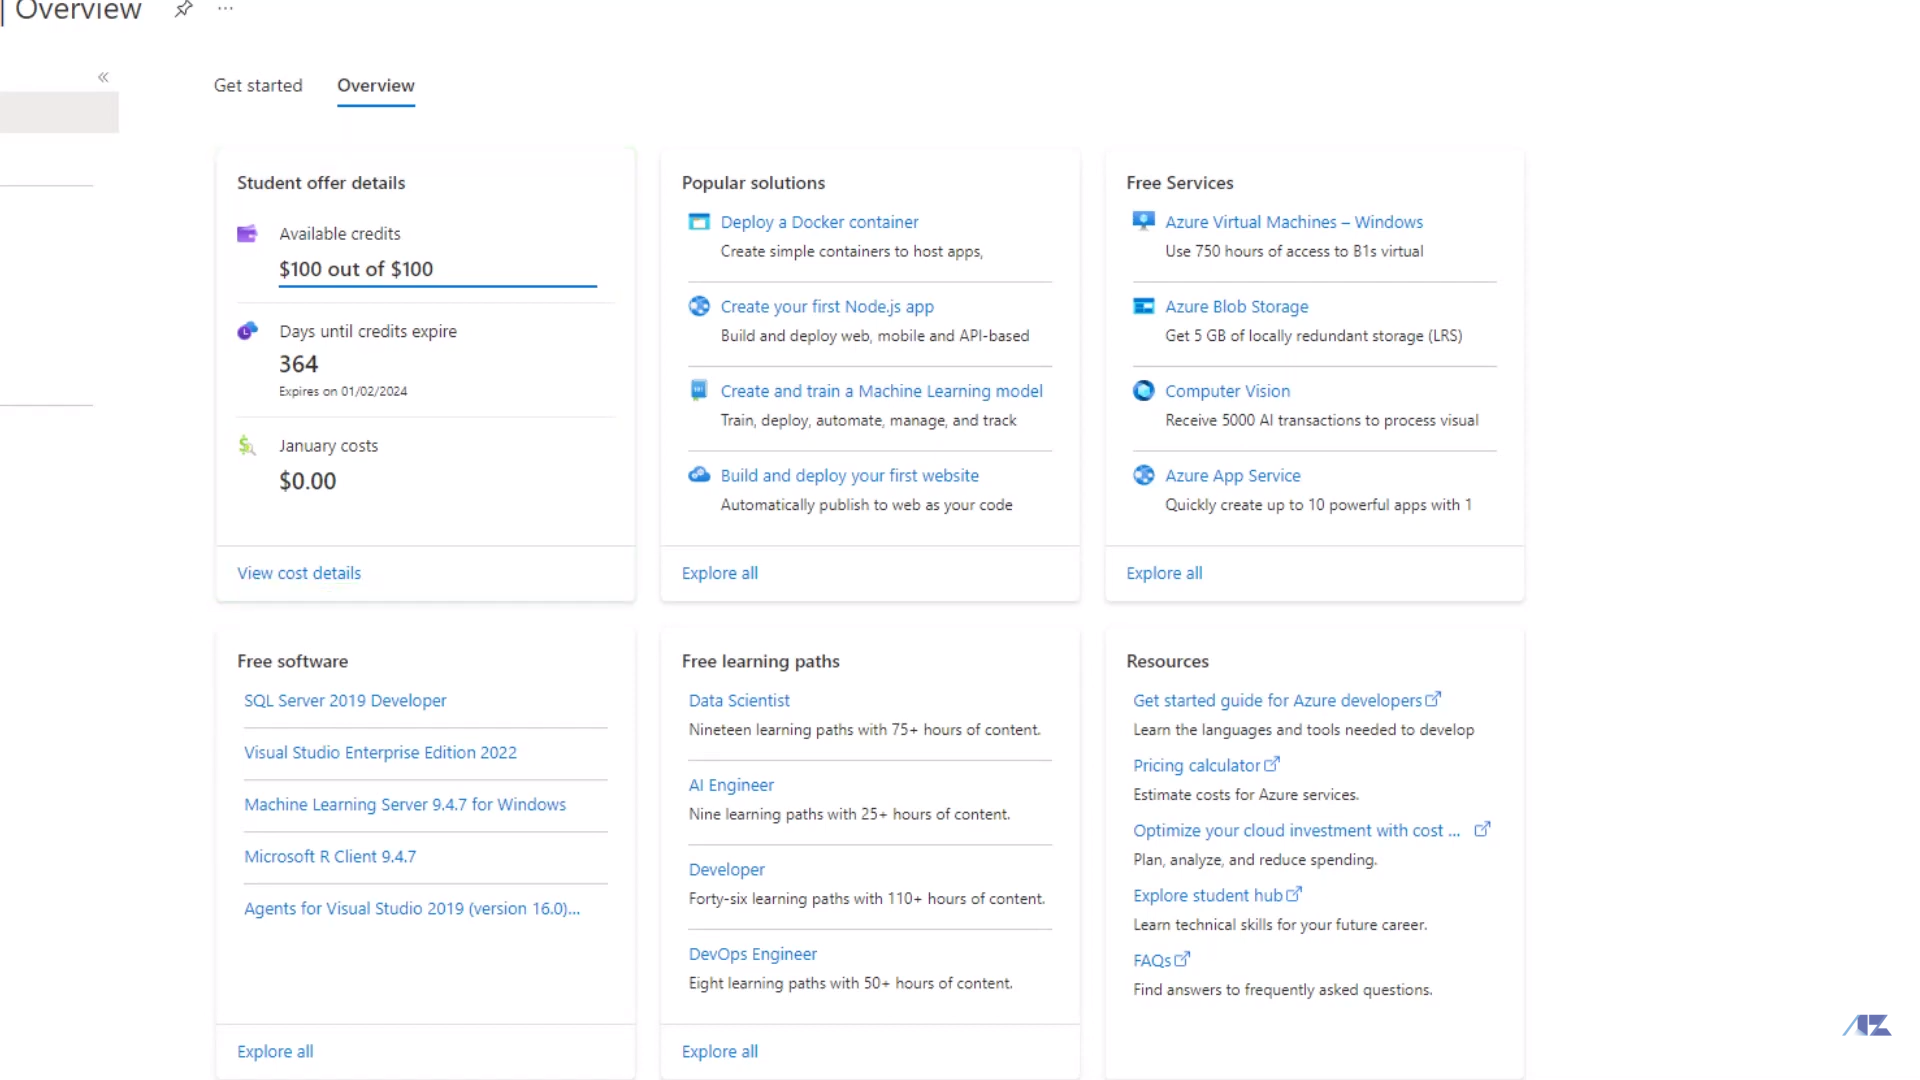 Overview
Get started
Overview
Student offer details
Available credits
$100 out of $100
Days until credits expire
364
Expires on 01/02/2024
January costs
$0.00
View cost details
Popular solutions
Deploy a Docker container
Create simple containers to host apps,
Create your first Node.js app
Build and deploy web, mobile and API-based
Create and train a Machine Learning model
Train, deploy, automate, manage, and track
Build and deploy your first website
Automatically publish to web as your code
Explore all
Free Services
Azure Virtual Machines – Windows
Use 750 hours of access to B1s virtual
Azure Blob Storage
Get 5 GB of locally redundant storage (LRS)
Computer Vision
Receive 5000 AI transactions to process visual
Azure App Service
Quickly create up to 10 powerful apps with 1
Explore all
Free software
SQL Server 2019 Developer
Visual Studio Enterprise Edition 2022
Machine Learning Server 9.4.7 for Windows
Microsoft R Client 9.4.7
Agents for Visual Studio 2019 (version 16.0)...
Explore all
Free learning paths
Data Scientist
Nineteen learning paths with 75+ hours of content.
AI Engineer
Nine learning paths with 25+ hours of content.
Developer
Forty-six learning paths with 110+ hours of content.
DevOps Engineer
Eight learning paths with 50+ hours of content.
Explore all
Resources
Get started guide for Azure developers
Learn the languages and tools needed to develop
Pricing calculator
Estimate costs for Azure services.
Optimize your cloud investment with cost ...
Plan, analyze, and reduce spending.
Explore student hub
Learn technical skills for your future career.
FAQs
Find answers to frequently asked questions.